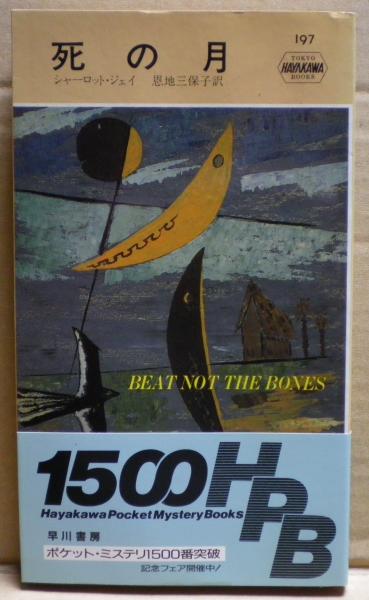 死の月
シャーロット・ジェイ 恩地三保子訳
197
TOKYO
HAYAKAWA
BOOKS
BEAT NOT THE BONES
1500 HPB
Hayakawa Pocket Mystery Books
早川書房
ポケット・ミステリ1500番突破
記念フェア開催中!